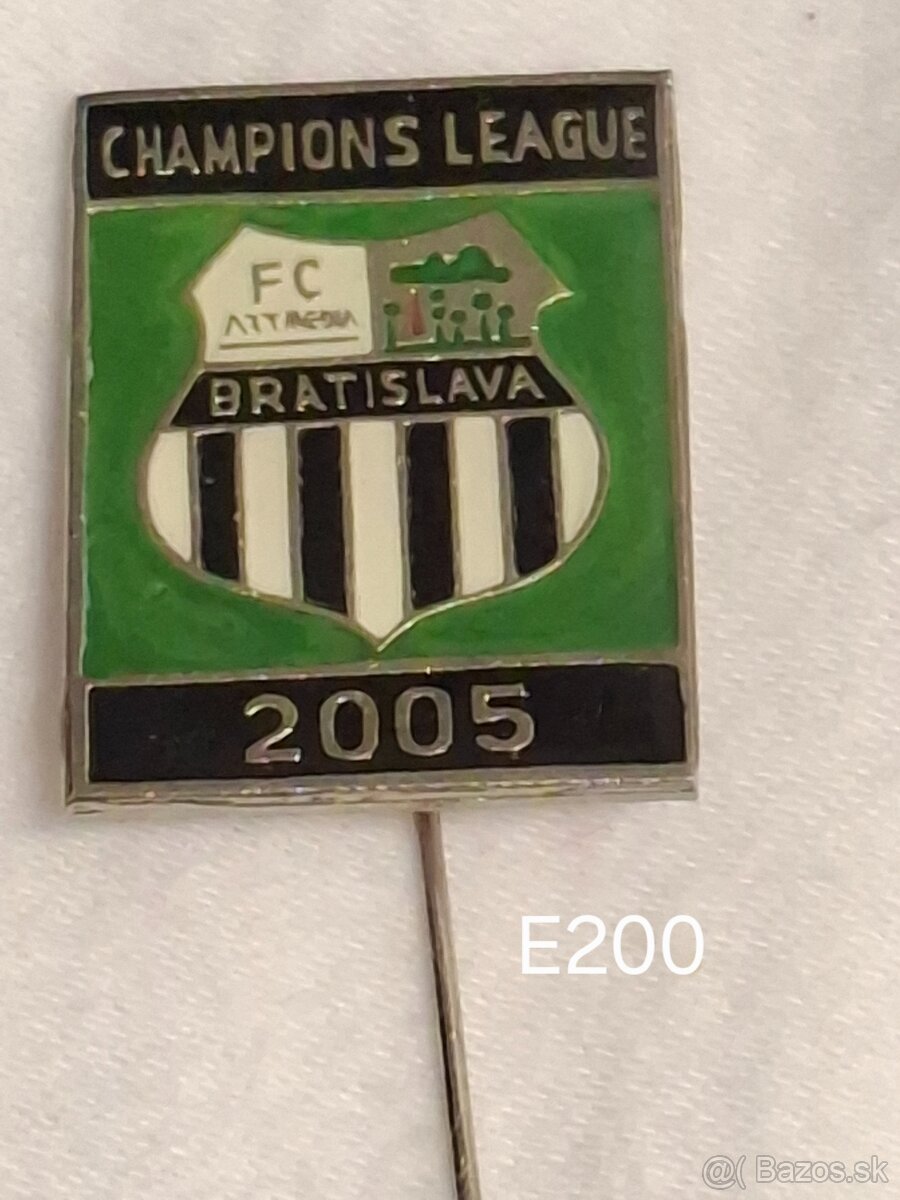 CHAMPIONS LEAGUE
FC
BRATISLAVA
2005
E200
@( Bazos.sk